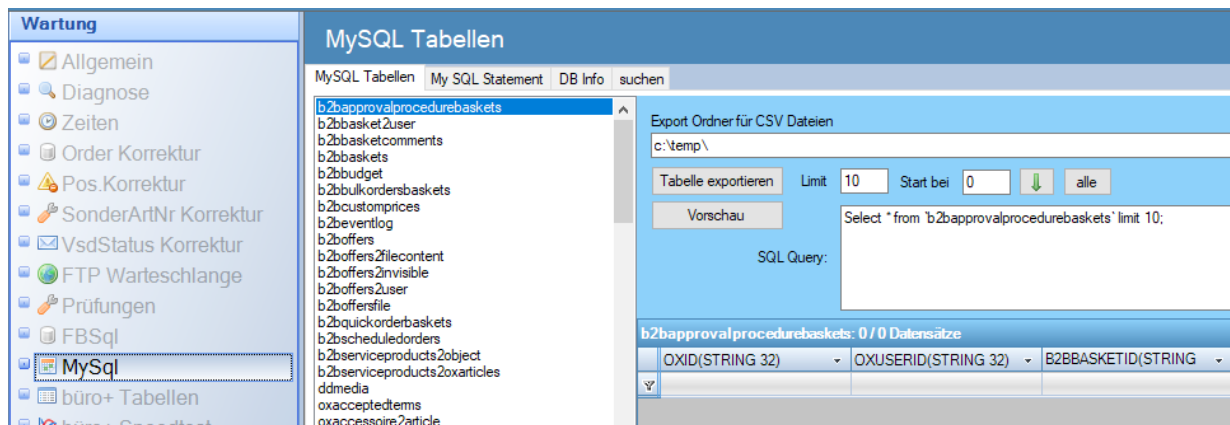 Wartung
Allgemein
Diagnose
Zeiten
Order Korrektur
Pos.Korrektur
SonderArtNr Korrektur
VsdStatus Korrektur
FTP Warteschlange
Prüfungen
FBSql
MySql
büro+ Tabellen
büro+ Speedtest
MySQL Tabellen
MySQL Tabellen My SQL Statement DB Info suchen
b2bapprovalprocedurebaskets
b2bbasket2user
b2bbasketcomments
b2bbaskets
b2bbudget
b2bbulkordersbaskets
b2bcustomprices
b2beventlog
b2boffers
b2boffers2filecontent
b2boffers2invisible
b2boffers2user
b2boffersfile
b2bquickorderbaskets
b2bscheduledorders
b2bserviceproducts2object
b2bserviceproducts2oxarticles
ddmedia
oxacceptedterms
oxaccessoire2article
Export Ordner für CSV Dateien
c:\temp\
Tabelle exportieren Limit 10 Start bei 0 alle
Vorschau
SQL Query:
Select * from `b2bapprovalprocedurebaskets` limit 10;
b2bapprovalprocedurebaskets: 0 / 0 Datensätze
OXID(STRING 32) OXUSERID(STRING 32) B2BBASKETID(STRING